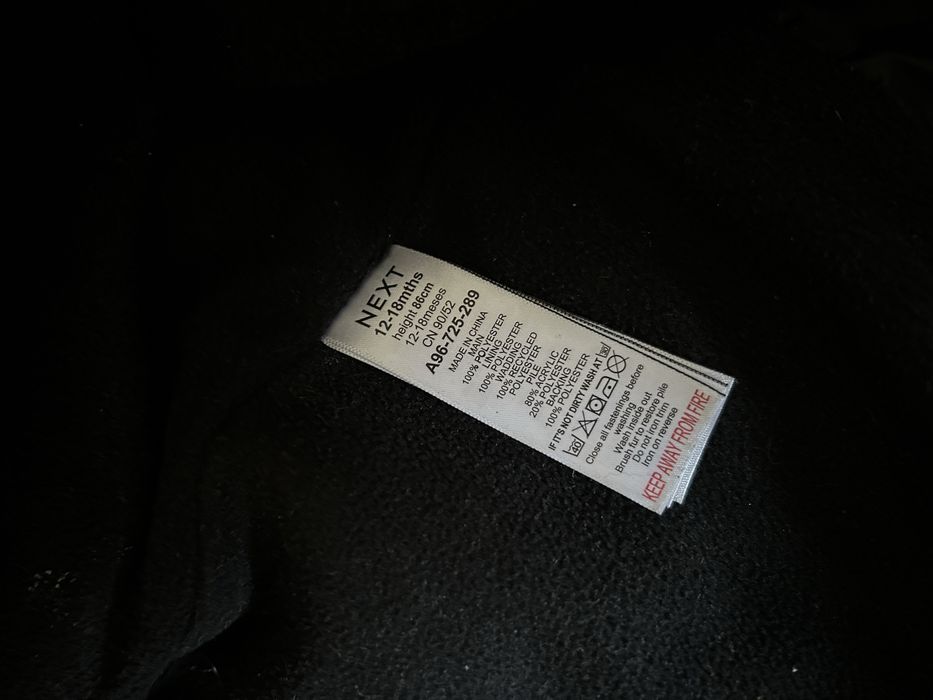 NEXT
12-18mths
height 86cm
12-18meses
CN 90/52
A96-725-289
MADE IN CHINA
MAIN
100% POLYESTER
LINING
100% POLYESTER
WADDING
100% RECYCLED
POLYESTER
PILE
80% ACRYLIC
20% POLYESTER
BACKING
100% POLYESTER
IF IT'S NOT DIRTY WASH AT 30
40
Close all fastenings before
washing
Wash inside out
Brush fur to restore pile
Do not iron trim
Iron on reverse
KEEP AWAY FROM FIRE